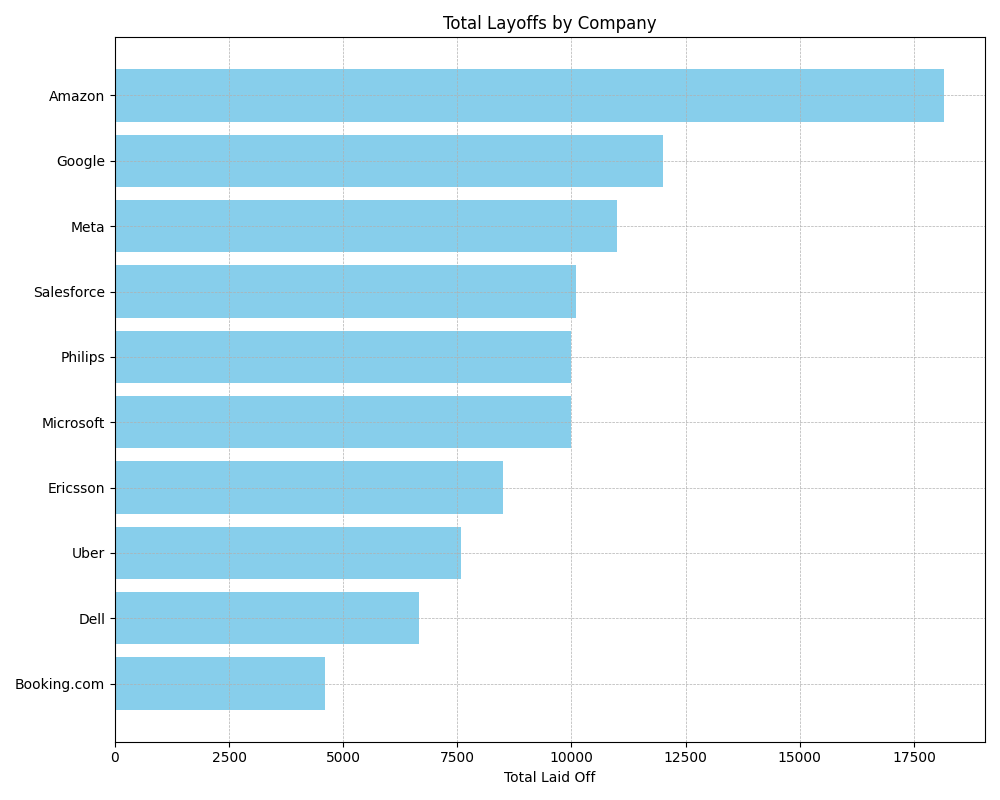 Total Layoffs by Company
Amazon
Google
Meta
Salesforce
Philips
Microsoft
Ericsson
Uber
Dell
Booking.com
0 2500 5000 7500 10000 12500 15000 17500
Total Laid Off